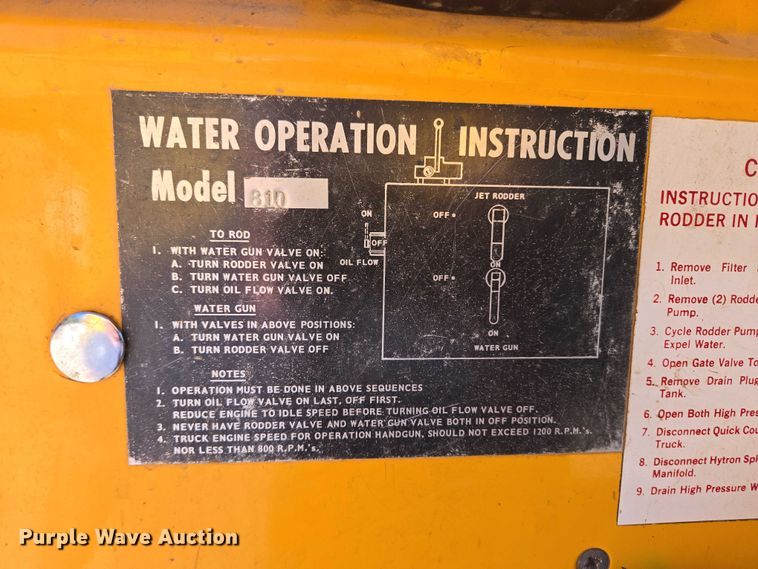 WATER OPERATION INSTRUCTION
Model 810
TO ROD
1. WITH WATER GUN VALVE ON:
A. TURN RODDER VALVE ON
B. TURN WATER GUN VALVE OFF
C. TURN OIL FLOW VALVE ON.
WATER GUN
1. WITH VALVES IN ABOVE POSITIONS:
A. TURN WATER GUN VALVE ON
B. TURN RODDER VALVE OFF
NOTES
1. OPERATION MUST BE DONE IN ABOVE SEQUENCES
2. TURN OIL FLOW VALVE ON LAST, OFF FIRST.
REDUCE ENGINE TO IDLE SPEED BEFORE TURNING OIL FLOW VALVE OFF.
3. NEVER HAVE RODDER VALVE AND WATER GUN VALVE BOTH IN OFF POSITION.
4. TRUCK ENGINE SPEED FOR OPERATION HANDGUN, SHOULD NOT EXCEED 1200 R.P.M.'s.
NOR LESS THAN 800 R.P.M.'s.
JET RODDER
ON
OFF
OFF
OIL FLOW
ON
OFF
ON
WATER GUN
C
INSTRUCTIO
RODDER IN
1. Remove Filter
Inlet.
2. Remove (2) Rodde
Pump.
3. Cycle Rodder Pump
Expel Water.
4. Open Gate Valve To
5. Remove Drain Plug
Tank.
6. Open Both High Pres
7. Disconnect Quick Cou
Truck.
8. Disconnect Hytron Spl
Manifold.
9. Drain High Pressure W
Purple Wave Auction